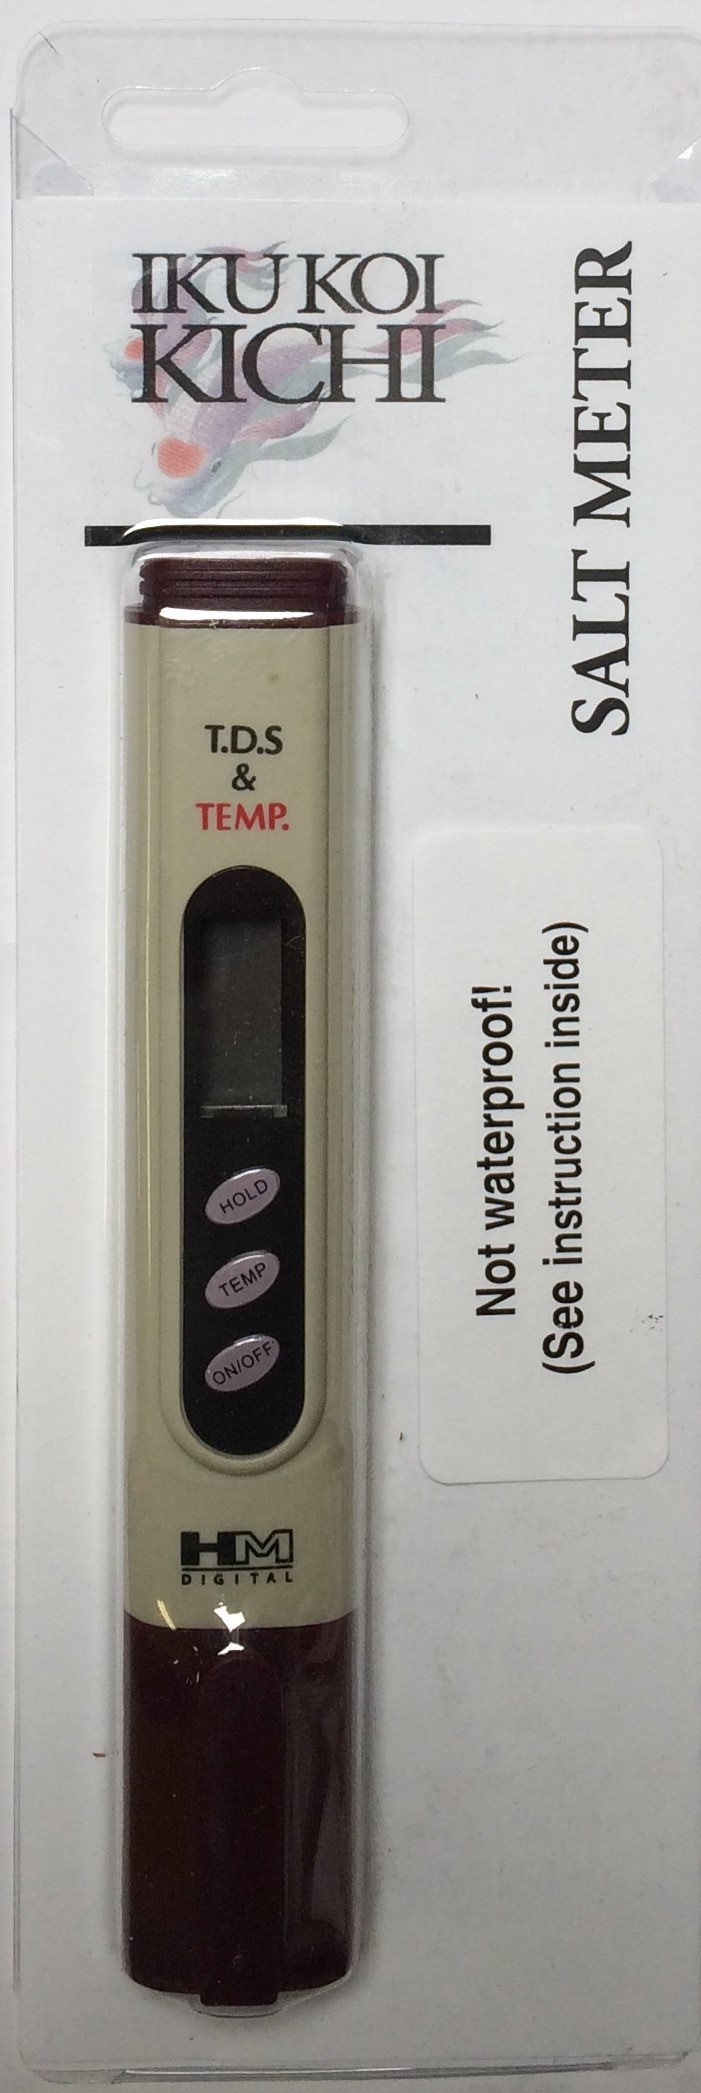 IKU KOI
KICHI
SALT METER
T.D.S
&
TEMP.
HOLD
TEMP
ON/OFF
HM
DIGITAL
Not waterproof!
(See instruction inside)